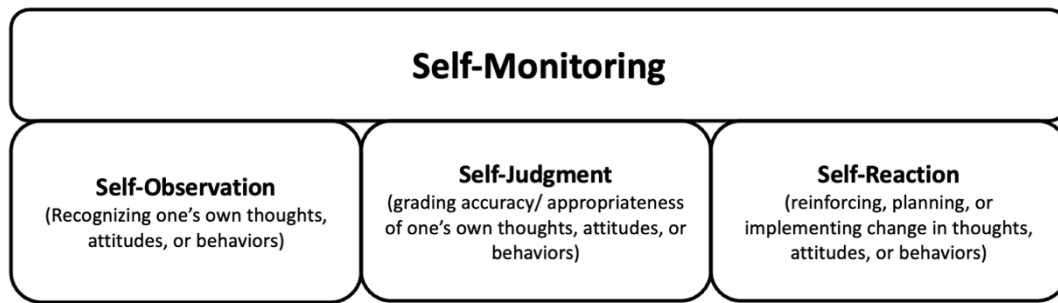 Self-Monitoring
Self-Observation
(Recognizing one’s own thoughts,
attitudes, or behaviors)
Self-Judgment
(grading accuracy/ appropriateness
of one’s own thoughts, attitudes, or
behaviors)
Self-Reaction
(reinforcing, planning, or
implementing change in thoughts,
attitudes, or behaviors)